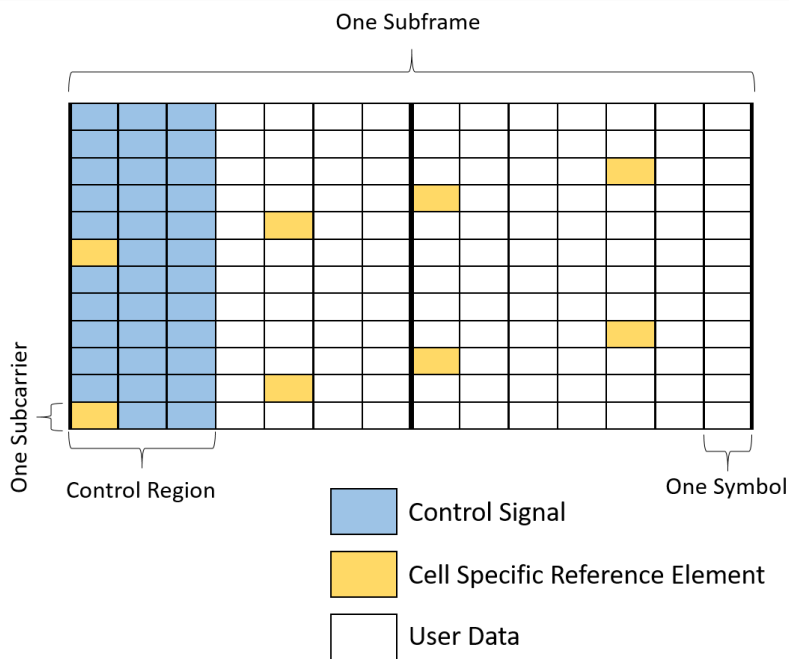 One Subframe
One Subcarrier
Control Region
One Symbol
Control Signal
Cell Specific Reference Element
User Data